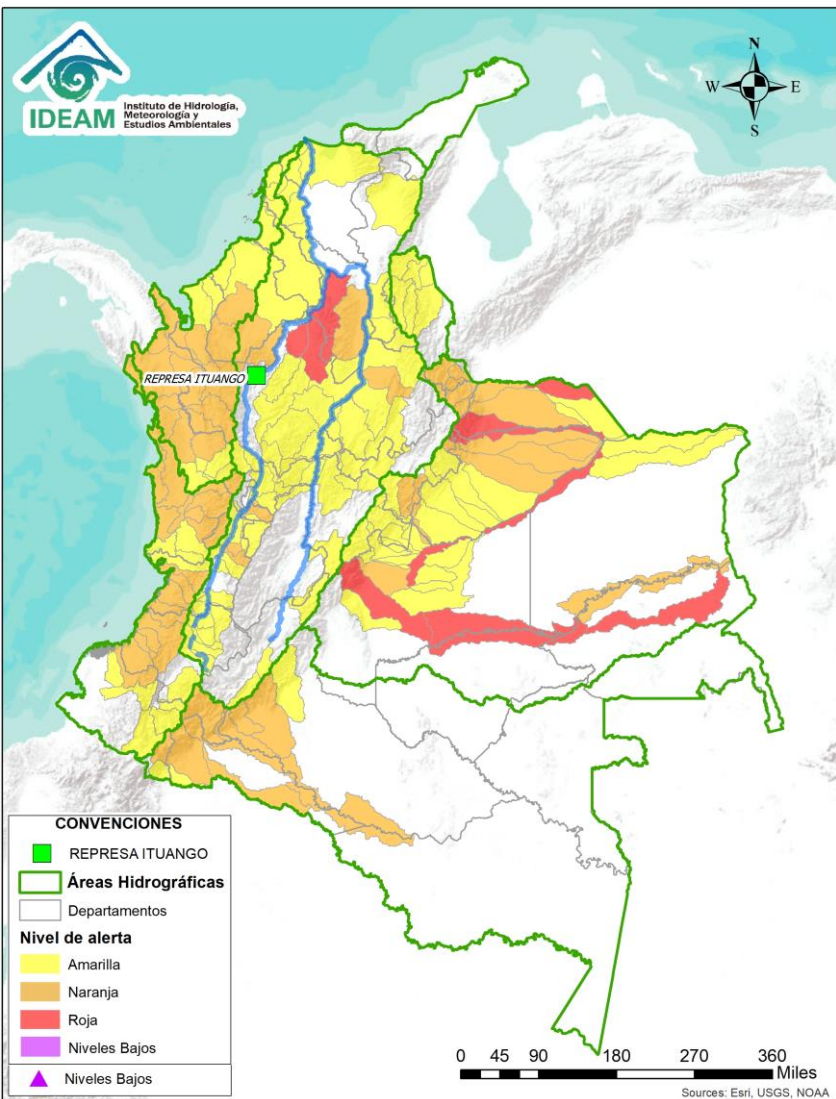 IDEAM
Instituto de Hidrología,
Meteorología y
Estudios Ambientales
N
W
E
S
REPRESA ITUANGO
CONVENCIONES
REPRESA ITUANGO
Áreas Hidrográficas
Departamentos
Nivel de alerta
Amarilla
Naranja
Roja
Niveles Bajos
Niveles Bajos
0 45 90 180 270 360
Miles
Sources: Esri, USGS, NOAA